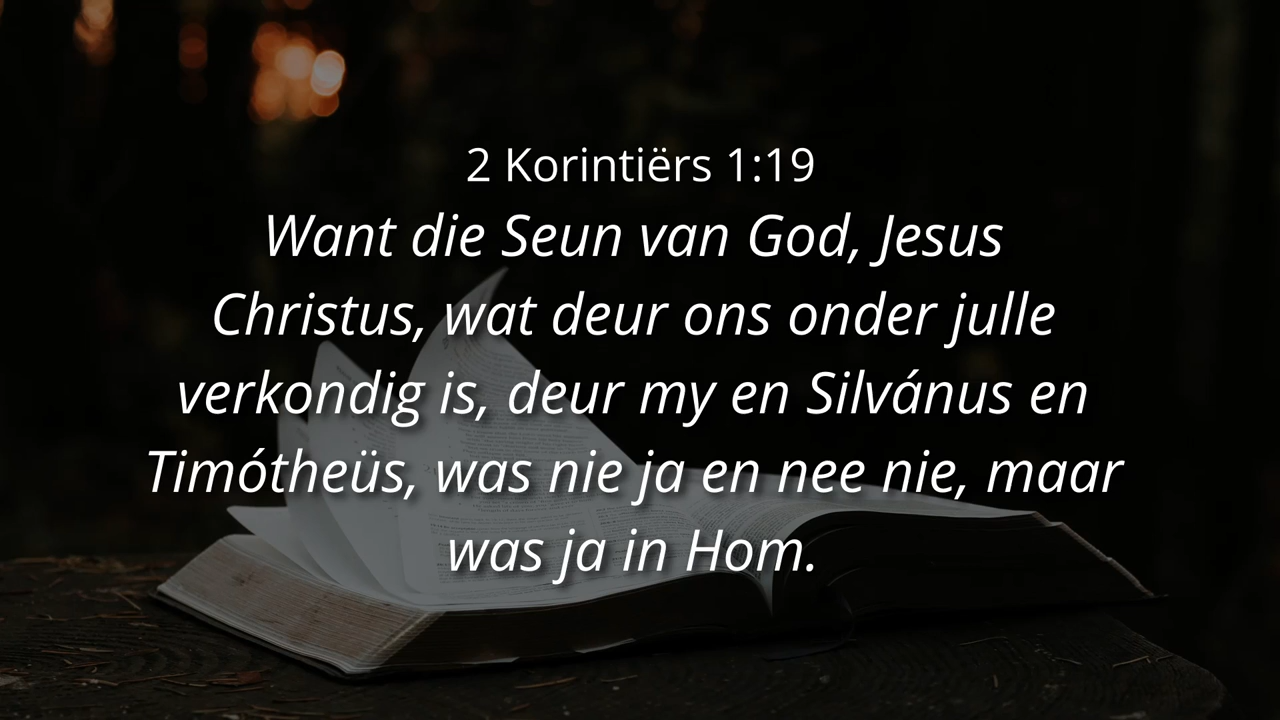 2 Korintiërs 1:19
Want die Seun van God, Jesus
Christus, wat deur ons onder julle
verkondig is, deur my en Silvánus en
Timótheüs, was nie ja en nee nie, maar
was ja in Hom.